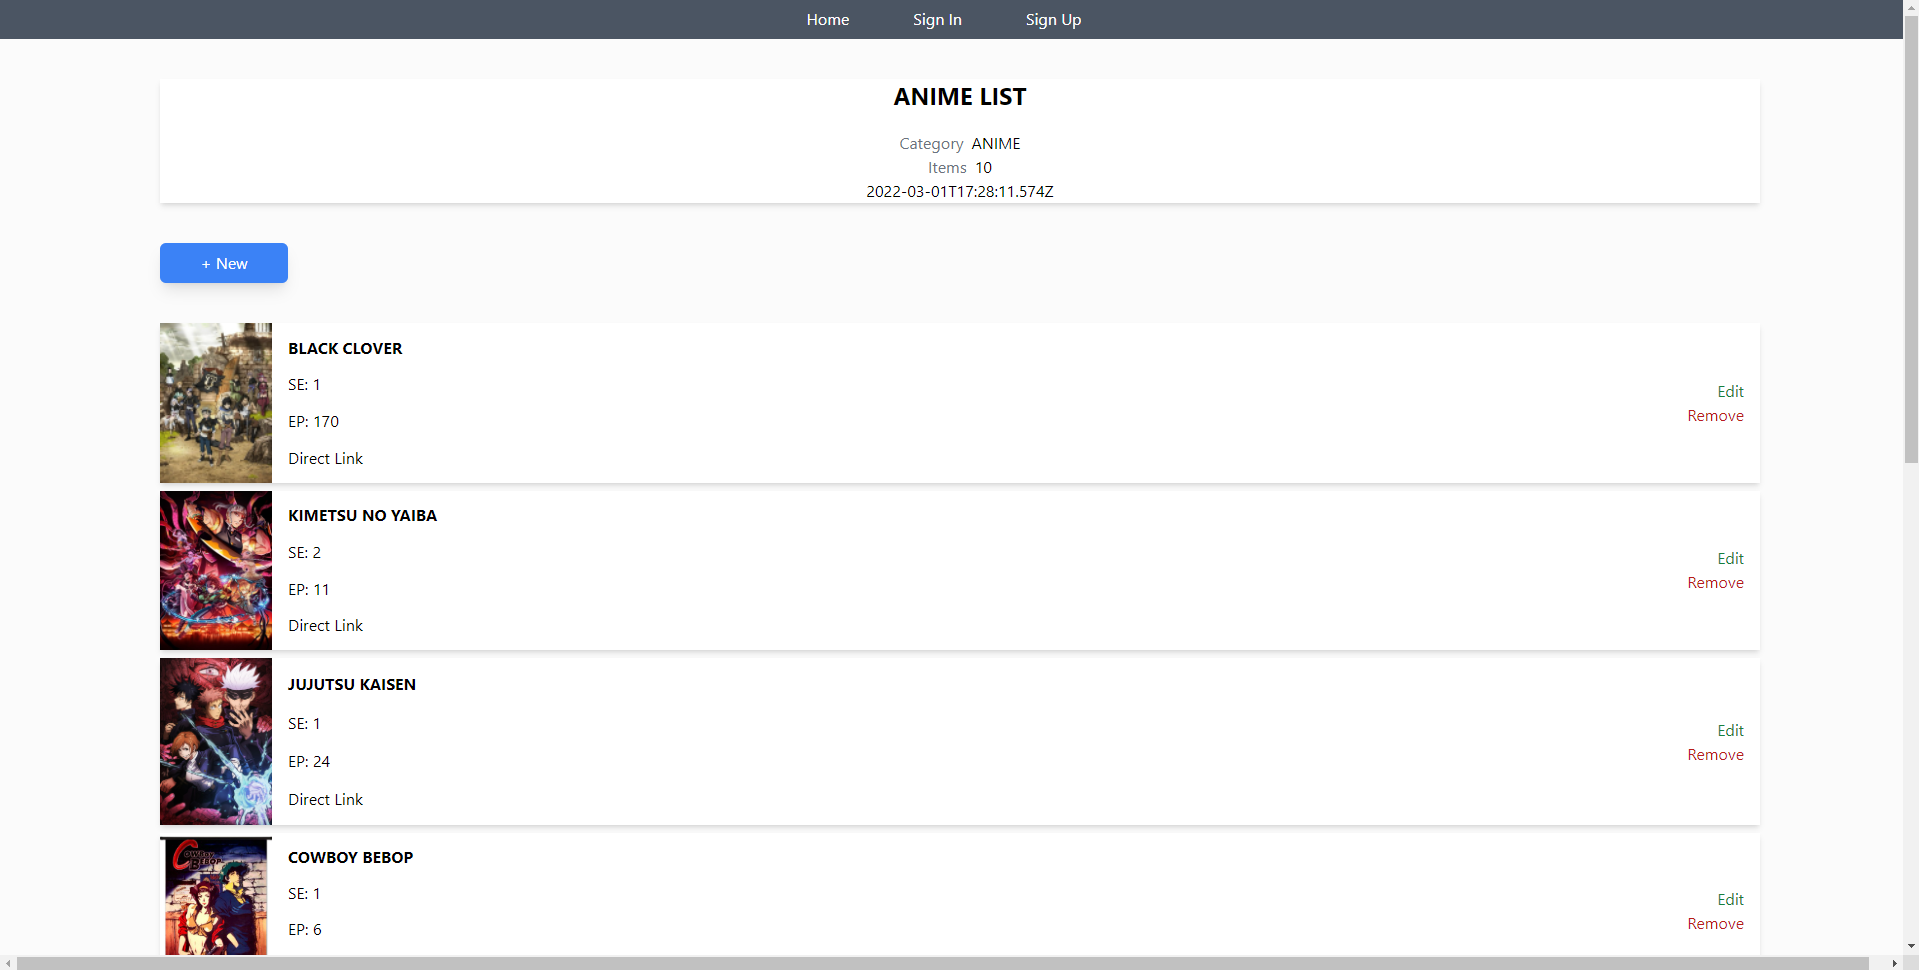 Home Sign In Sign Up
ANIME LIST
Category ANIME
Items 10
2022-03-01T17:28:11.574Z
+ New
BLACK CLOVER
SE: 1
EP: 170
Direct Link
Edit
Remove
KIMETSU NO YAIBA
SE: 2
EP: 11
Direct Link
Edit
Remove
JUJUTSU KAISEN
SE: 1
EP: 24
Direct Link
Edit
Remove
COWBOY BEBOP
COWBOY BEBOP
SE: 1
EP: 6
Edit
Remove